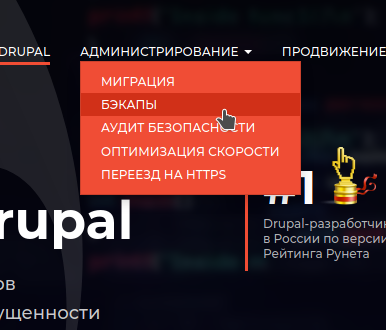 DRUPAL АДМИНИСТРИРОВАНИЕ ПРОДВИЖЕНИЕ
МИГРАЦИЯ
БЭКАПЫ
АУДИТ БЕЗОПАСНОСТИ
ОПТИМИЗАЦИЯ СКОРОСТИ
ПЕРЕЕЗД НА HTTPS
#1
rupal
Drupal-разработчик
в России по версии
Рейтинга Рунета
ов
ущенности